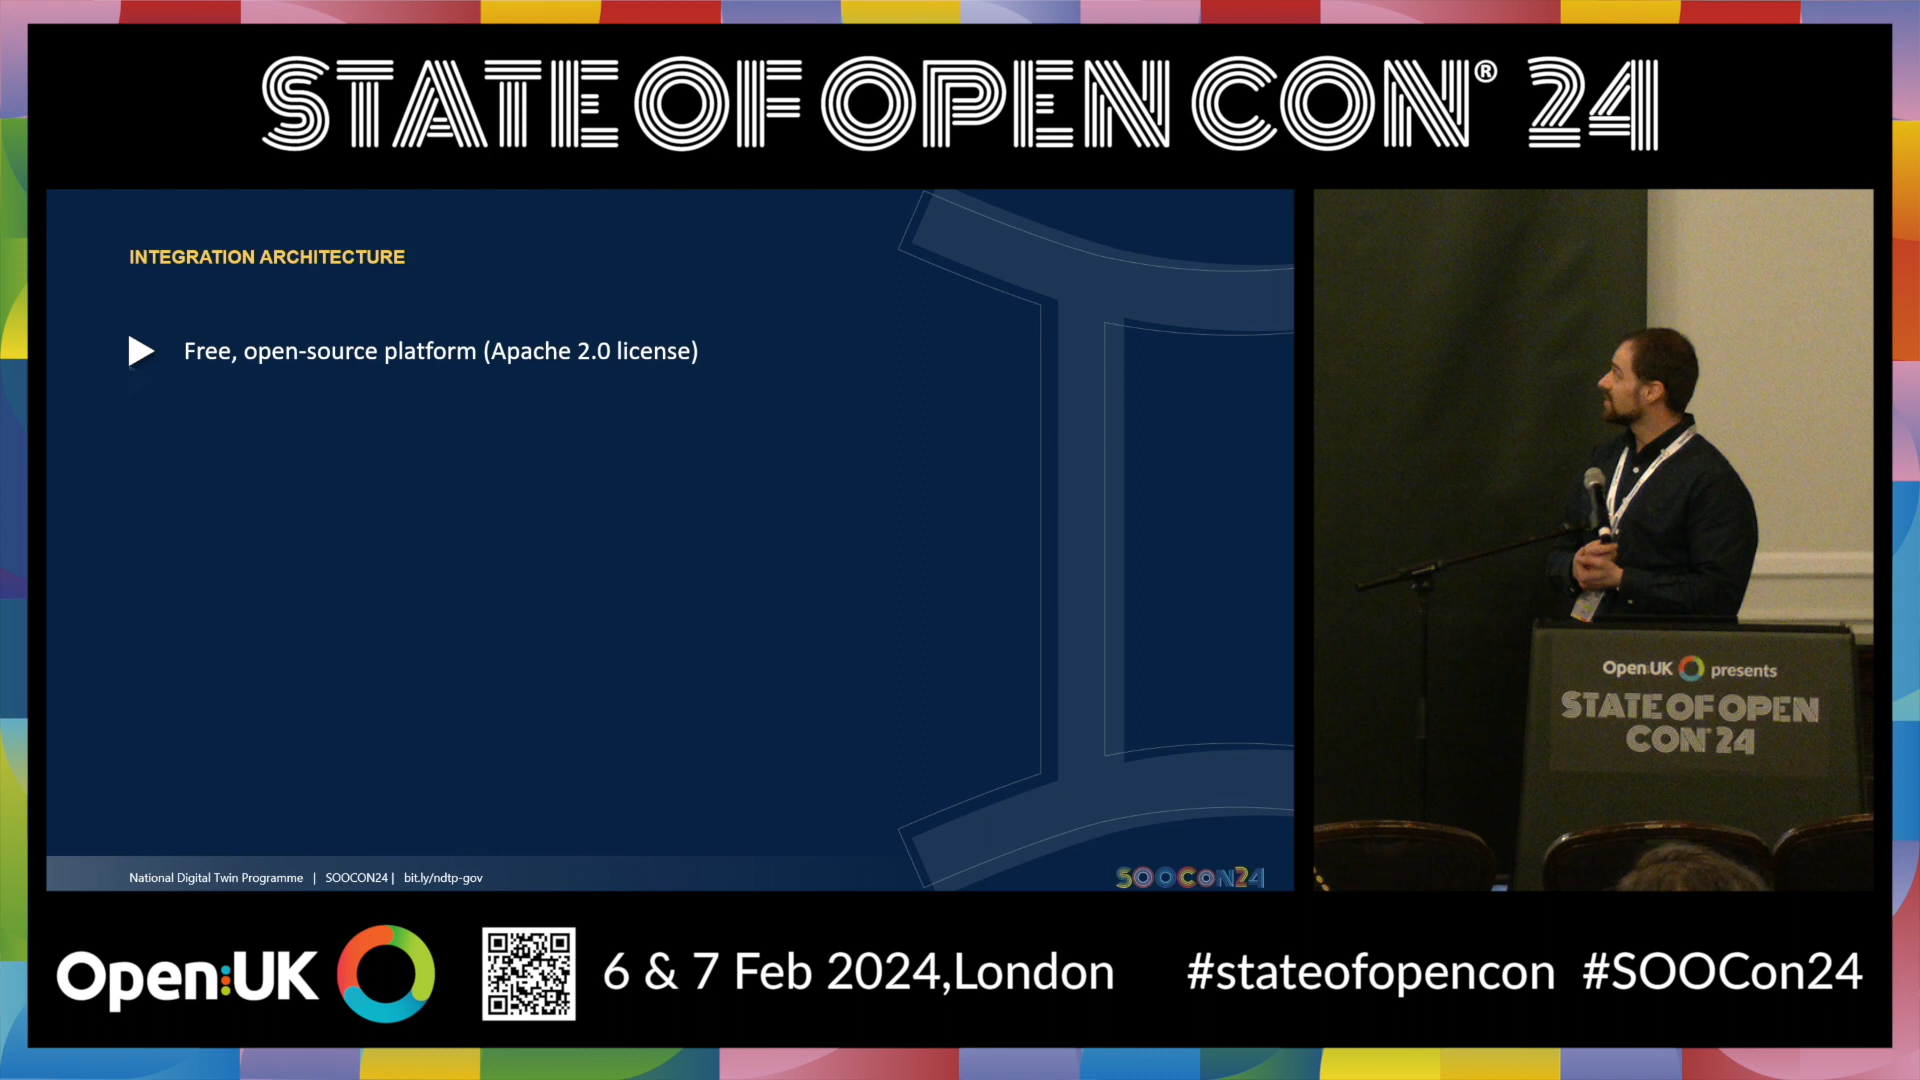 STATE OF OPEN CON® 24
INTEGRATION ARCHITECTURE
Free, open-source platform (Apache 2.0 license)
National Digital Twin Programme | SOOCON24 | bit.ly/ndtp-gov
SOOCON24
Open:UK presents
STATE OF OPEN
CON® 24
Open:UK
6 & 7 Feb 2024,London
#stateofopencon #SOOCon24